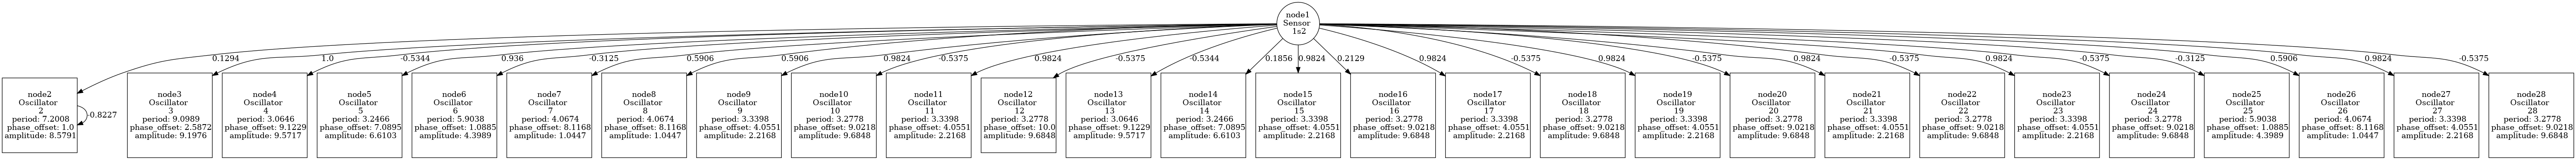 node1
Sensor
1s2
0.1294
1.0
-0.5344
0.936
-0.3125
0.5906
0.5906
0.9824
-0.5375
0.9824
-0.5375
-0.5344
0.1856
0.9824
0.2129
0.9824
-0.5375
0.9824
-0.5375
0.9824
-0.5375
0.9824
-0.5375
-0.3125
0.5906
0.9824
-0.5375
node2
Oscillator
2
period: 7.2008
phase_offset: 1.0
amplitude: 8.5791
-0.8227
node3
Oscillator
3
period: 9.0989
phase_offset: 2.5872
amplitude: 9.1976
node4
Oscillator
4
period: 3.0646
phase_offset: 9.1229
amplitude: 9.5717
node5
Oscillator
5
period: 3.2466
phase_offset: 7.0895
amplitude: 6.6103
node6
Oscillator
6
period: 5.9038
phase_offset: 1.0885
amplitude: 4.3989
node7
Oscillator
7
period: 4.0674
phase_offset: 8.1168
amplitude: 1.0447
node8
Oscillator
8
period: 4.0674
phase_offset: 8.1168
amplitude: 1.0447
node9
Oscillator
9
period: 3.3398
phase_offset: 4.0551
amplitude: 2.2168
node10
Oscillator
10
period: 3.2778
phase_offset: 9.0218
amplitude: 9.6848
node11
Oscillator
11
period: 3.3398
phase_offset: 4.0551
amplitude: 2.2168
node12
Oscillator
12
period: 3.2778
phase_offset: 10.0
amplitude: 9.6848
node13
Oscillator
13
period: 3.0646
phase_offset: 9.1229
amplitude: 9.5717
node14
Oscillator
14
period: 3.2466
phase_offset: 7.0895
amplitude: 6.6103
node15
Oscillator
15
period: 3.3398
phase_offset: 4.0551
amplitude: 2.2168
node16
Oscillator
16
period: 3.2778
phase_offset: 9.0218
amplitude: 9.6848
node17
Oscillator
17
period: 3.3398
phase_offset: 4.0551
amplitude: 2.2168
node18
Oscillator
18
period: 3.2778
phase_offset: 9.0218
amplitude: 9.6848
node19
Oscillator
19
period: 3.3398
phase_offset: 4.0551
amplitude: 2.2168
node20
Oscillator
20
period: 3.2778
phase_offset: 9.0218
amplitude: 9.6848
node21
Oscillator
21
period: 3.3398
phase_offset: 4.0551
amplitude: 2.2168
node22
Oscillator
22
period: 3.2778
phase_offset: 9.0218
amplitude: 9.6848
node23
Oscillator
23
period: 3.3398
phase_offset: 4.0551
amplitude: 2.2168
node24
Oscillator
24
period: 3.2778
phase_offset: 9.0218
amplitude: 9.6848
node25
Oscillator
25
period: 5.9038
phase_offset: 1.0885
amplitude: 4.3989
node26
Oscillator
26
period: 4.0674
phase_offset: 8.1168
amplitude: 1.0447
node27
Oscillator
27
period: 3.3398
phase_offset: 4.0551
amplitude: 2.2168
node28
Oscillator
28
period: 3.2778
phase_offset: 9.0218
amplitude: 9.6848